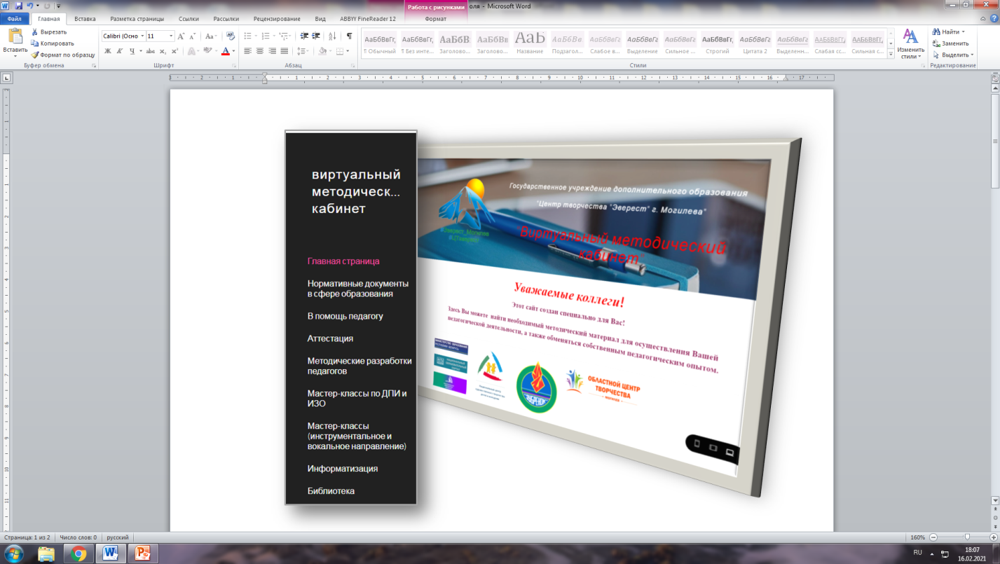 Работа с рисунками
оля - Microsoft Word
Файл
Главная
Вставка
Разметка страницы
Ссылки
Рассылки
Рецензирование
Вид
ABBYY FineReader 12
Формат
Вставить
Вырезать
Копировать
Формат по образцу
Буфер обмена
Calibri (Осно
11
Шрифт
Абзац
АаБбВвГг,
АаБбВвГг,
АаБбВ
АаБбВв
АаБ
АаБбВв
АаБбВвГг
АаБбВвГг
АаБбВвГг
АаБбВвГг,
АаБбВвГг
АаБбВвГг
АаБбВвГг,
АаБбВвГг,
¶ Обычный
¶ Без инте...
Заголово...
Заголово...
Название
Подзагол...
Слабое в...
Выделение
Сильное ...
Строгий
Цитата 2
Выделенн...
Слабая сс...
Сильная с...
Стили
Изменить
стили
Найти
Заменить
Выделить
Редактирование
виртуальный
методическ...
кабинет
Главная страница
Нормативные документы
в сфере образования
В помощь педагогу
Аттестация
Методические разработки
педагогов
Мастер-классы по ДПИ и
ИЗО
Мастер-классы
(инструментальное и
вокальное направление)
Информатизация
Библиотека
Государственное учреждение дополнительного образования
"Центр творчества "Эверест" г. Могилева"
"Виртуальный методический
кабинет"
Уважаемые коллеги!
Этот сайт создан специально для Вас!
Здесь Вы можете найти необходимый методический материал для осуществления Вашей
педагогической деятельности, а также обменяться собственным педагогическим опытом.
ОБЛАСТНОЙ ЦЕНТР
ТВОРЧЕСТВА
Страница: 1 из 2
Число слов: 0
русский
160%
RU
18:07
16.02.2021